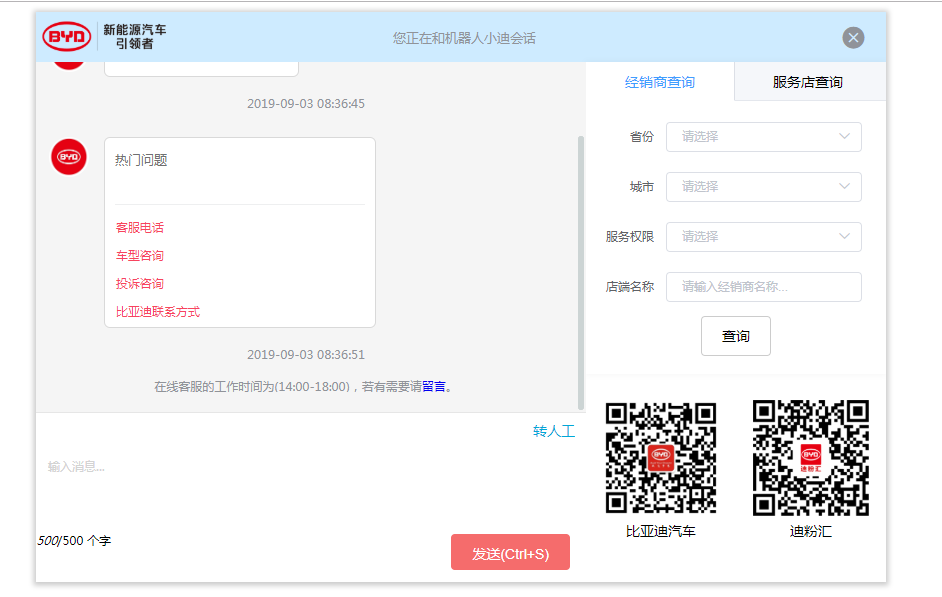 BYD
新能源汽车
引领者
您正在和机器人小迪会话
2019-09-03 08:36:45
BYD
热门问题
客服电话
车型咨询
投诉咨询
比亚迪联系方式
2019-09-03 08:36:51
在线客服的工作时间为(14:00-18:00)，若有需要请留言。
转人工
输入消息...
500/500 个字
发送(Ctrl+S)
经销商查询
服务店查询
省份
请选择
城市
请选择
服务权限
请选择
店端名称
请输入经销商名称...
查询
BYD
比亚迪汽车
BYD
迪粉汇
迪粉汇